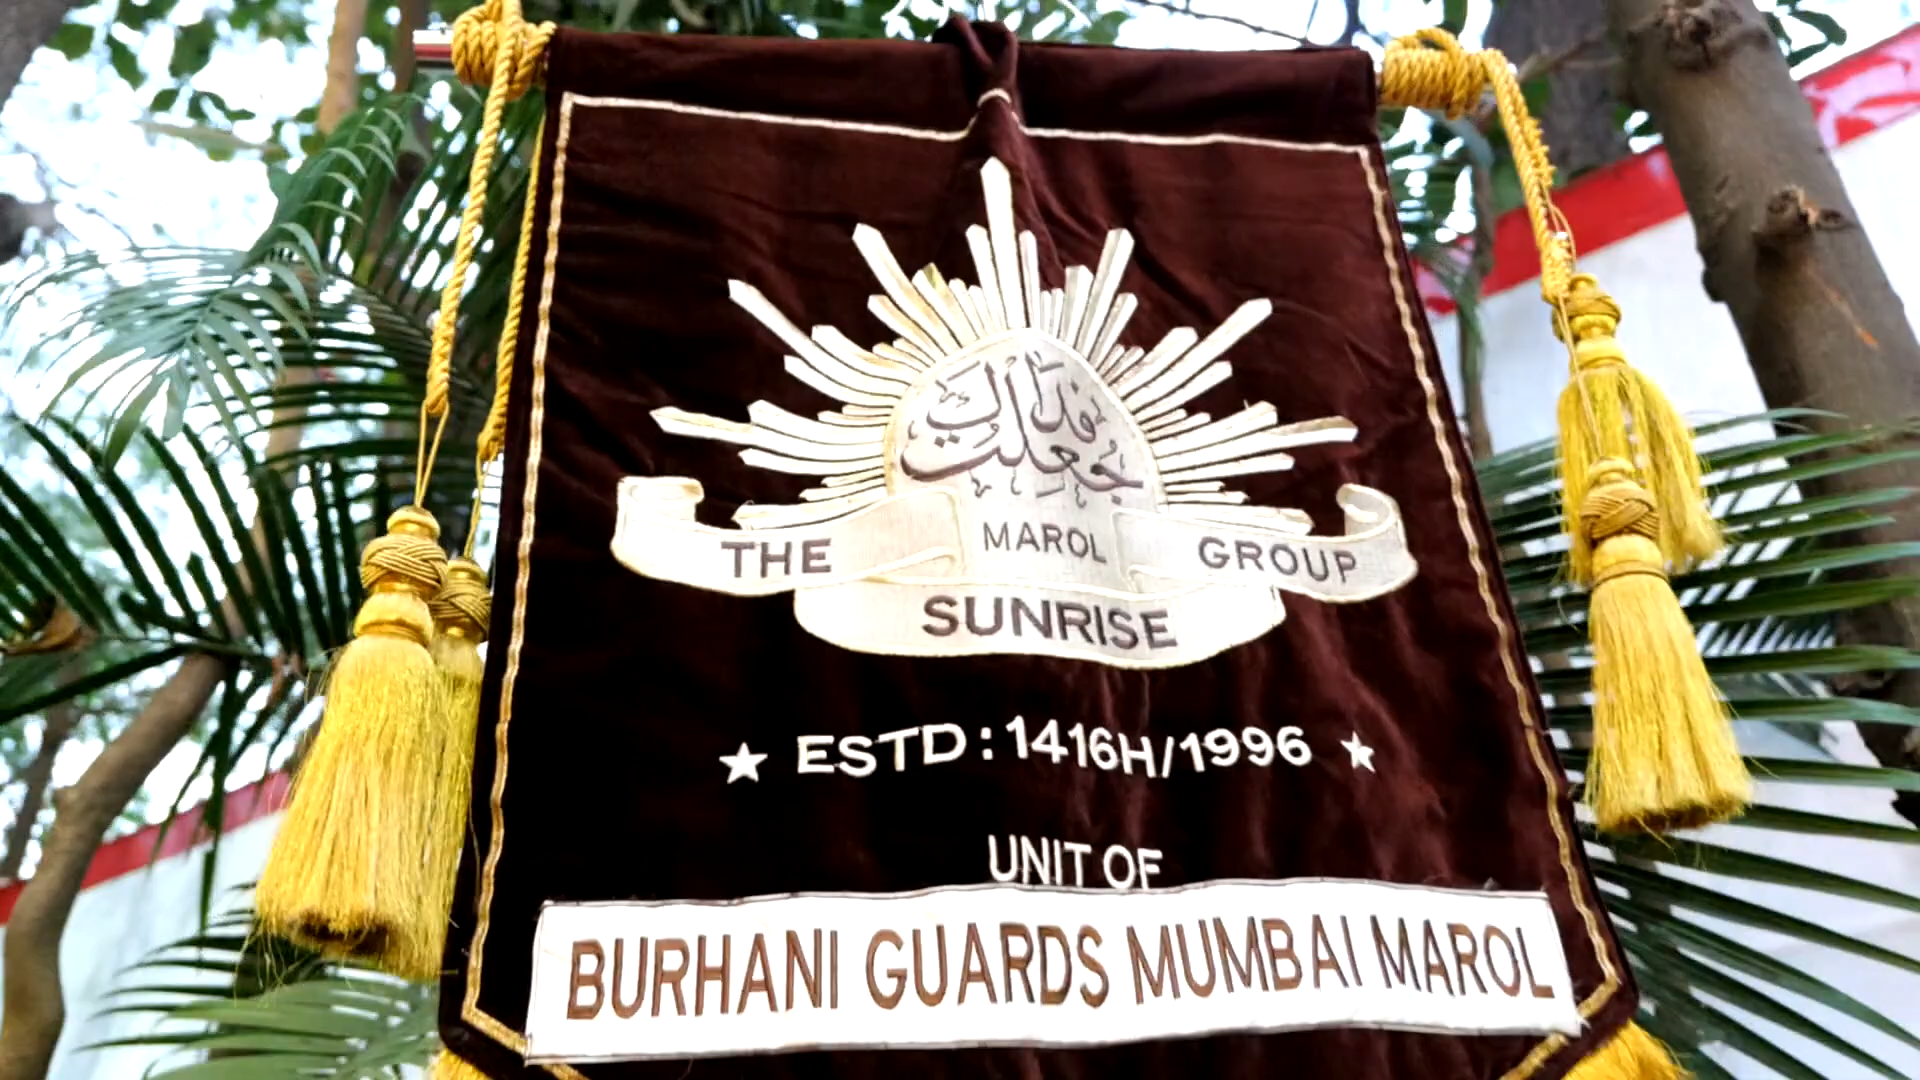 فداك
جعلت
THE MAROL GROUP
SUNRISE
★ ESTD : 1416H/1996 ★
UNIT OF
BURHANI GUARDS MUMBAI MAROL